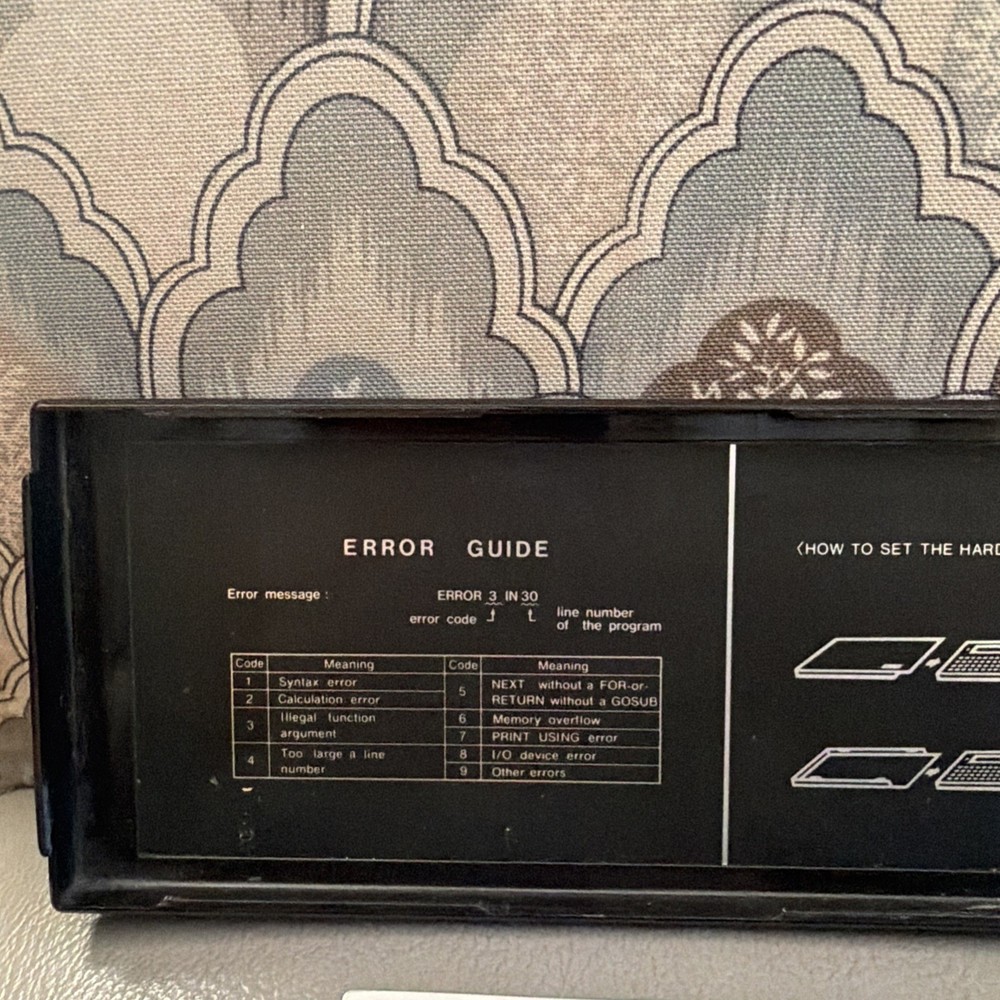 ERROR GUIDE
Error message : ERROR 3 IN 30
error code line number
of the program
Code Meaning
1 Syntax error
2 Calculation error
3 Illegal function
argument
4 Too large a line
number
Code Meaning
5 NEXT without a FOR-or-
RETURN without a GOSUB
6 Memory overflow
7 PRINT USING error
8 I/O device error
9 Other errors
〈HOW TO SET THE HARD